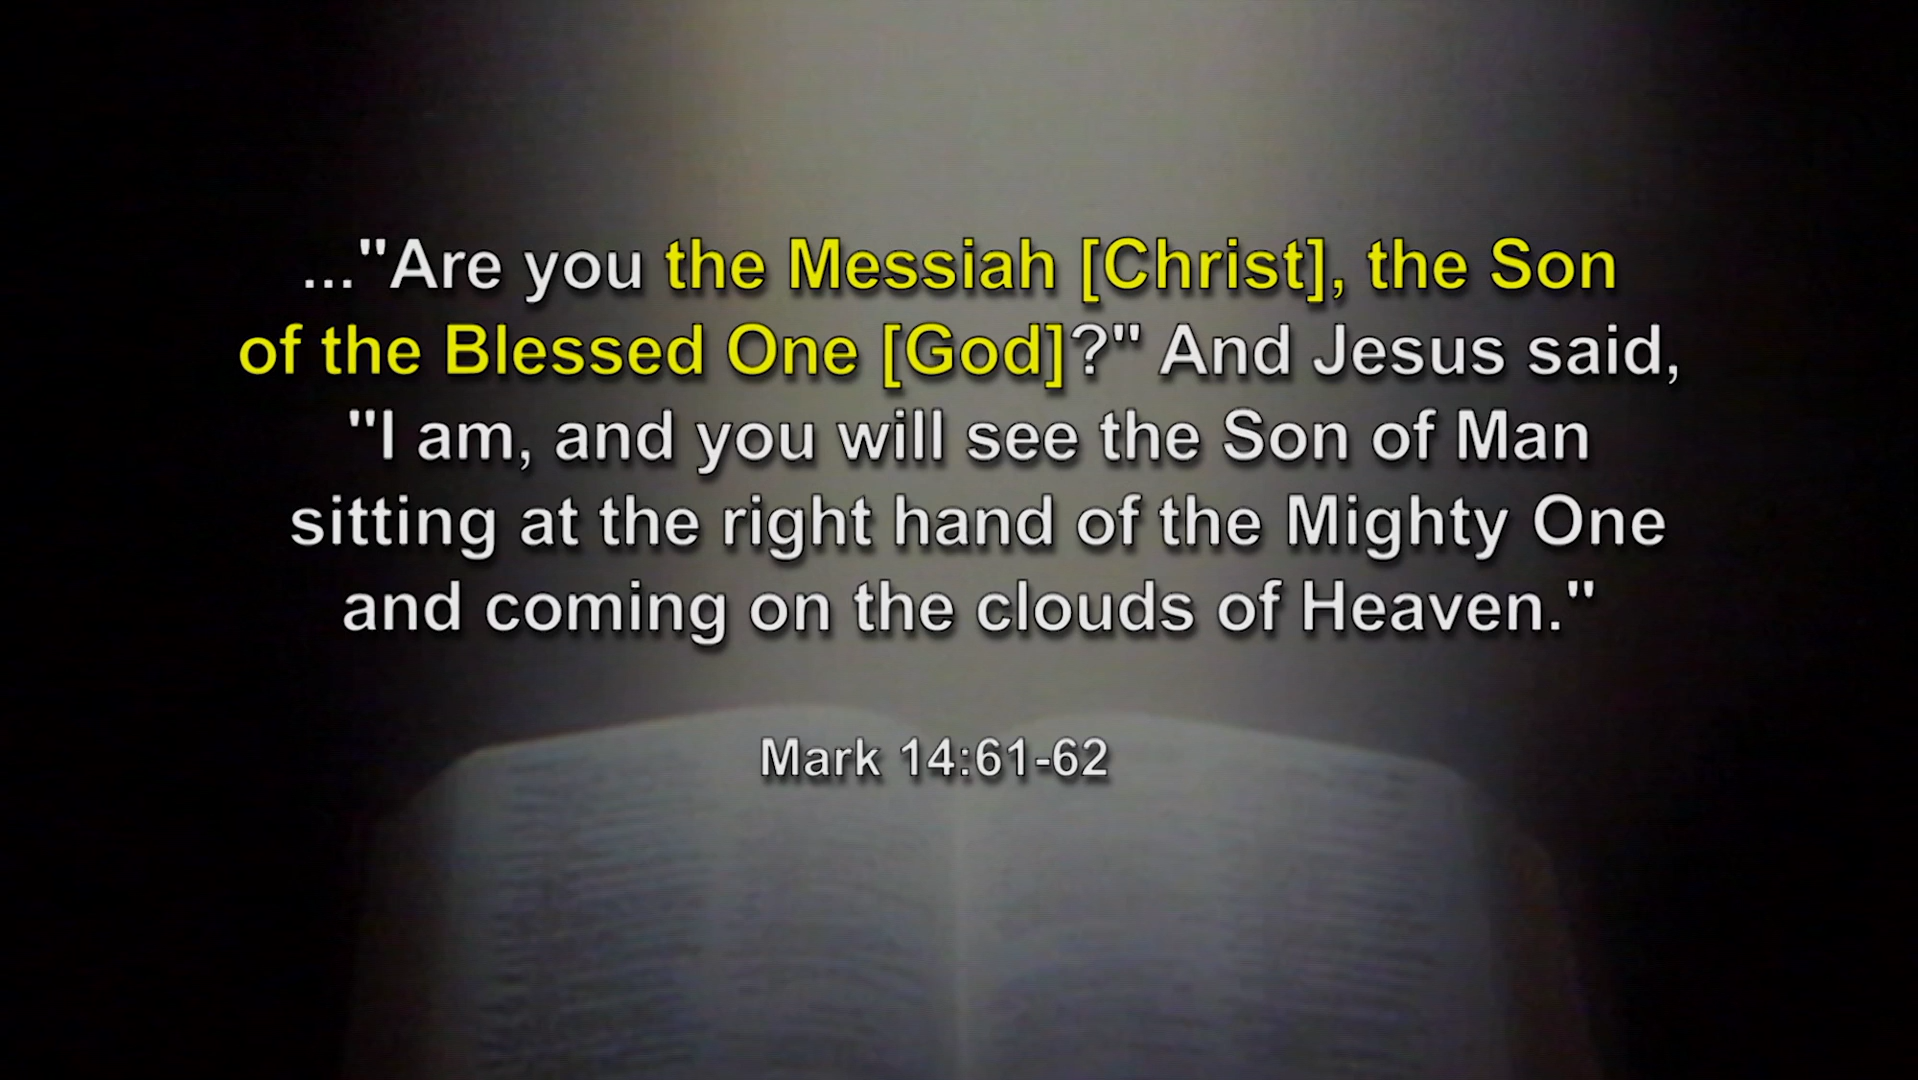 ..."Are you the Messiah [Christ], the Son
of the Blessed One [God]?" And Jesus said,
"I am, and you will see the Son of Man
sitting at the right hand of the Mighty One
and coming on the clouds of Heaven."
Mark 14:61-62